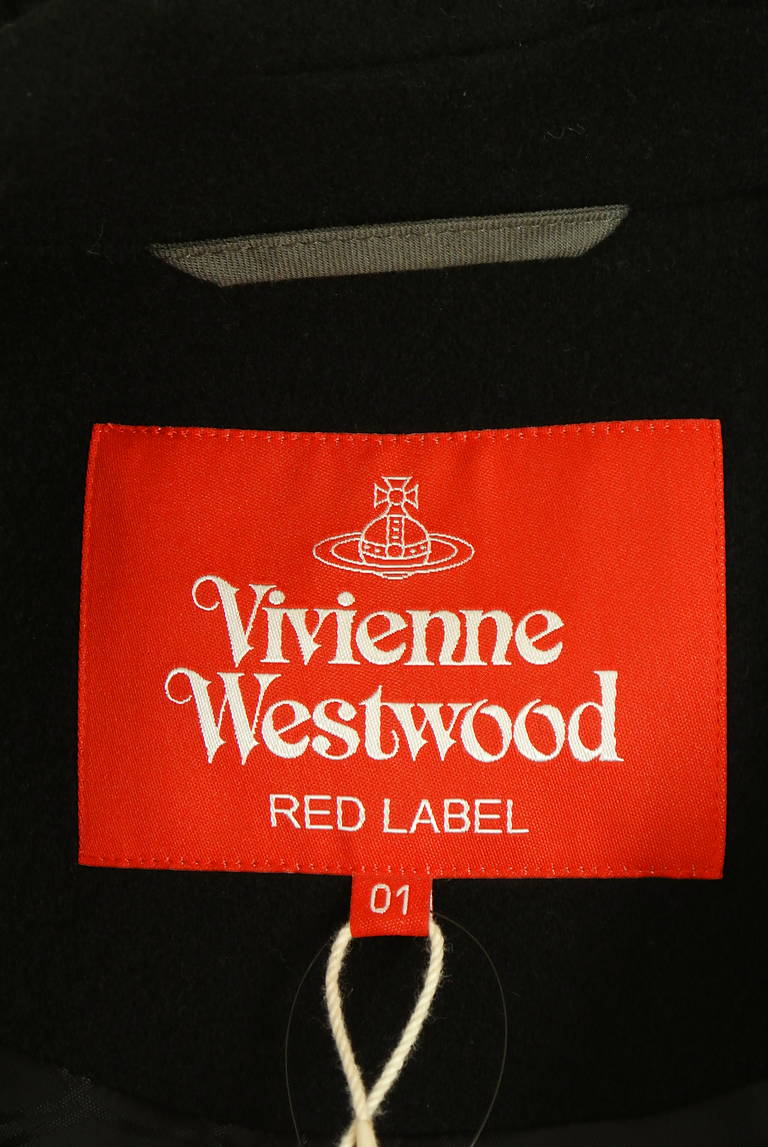 Vivienne
Westwood
RED LABEL
01